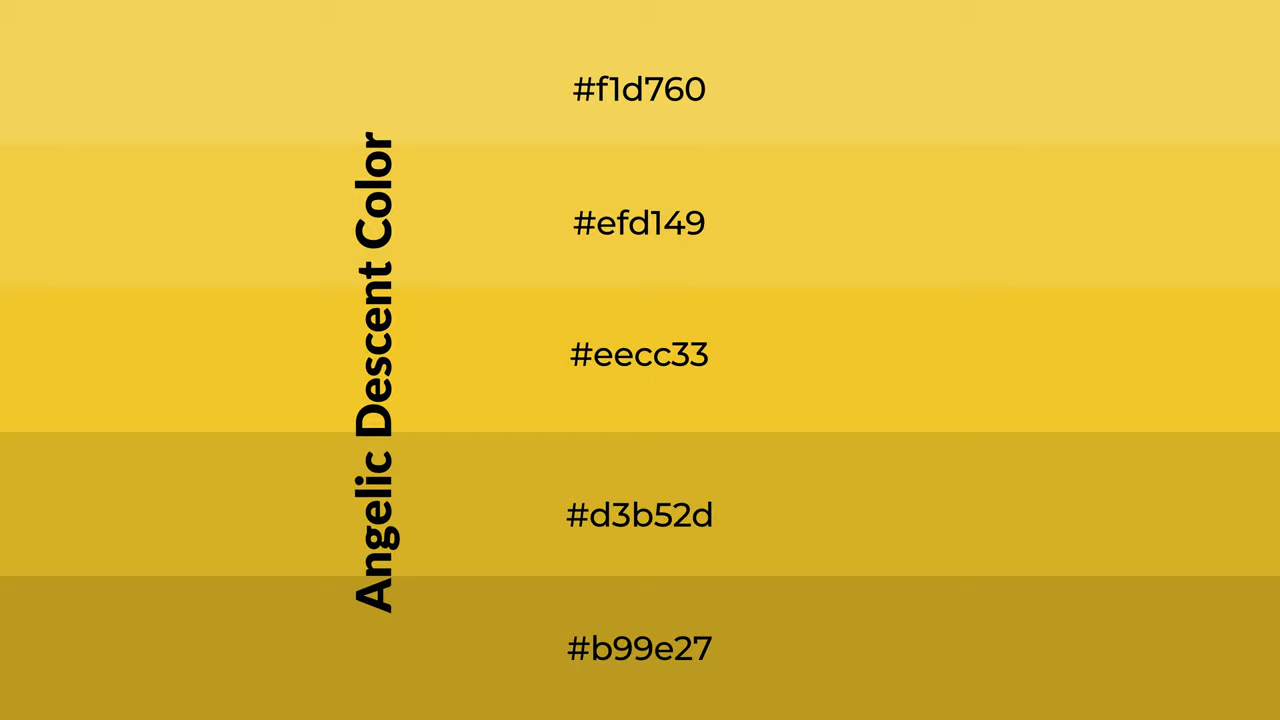 Angelic Descent Color
#f1d760
#efd149
#eecc33
#d3b52d
#b99e27